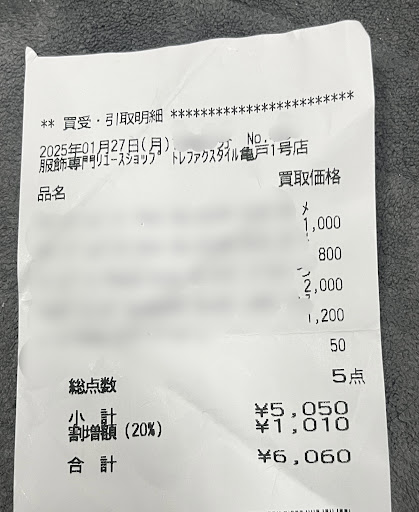 ** 買受・引取明細 ************************
2025年01月27日(月) No.
服飾専門リユースショップ トレファクスタイル亀戸1号店
品名 買取価格
1,000
800
2,000
1,200
50
総点数 5点
小 計 ¥5,050
割増額 (20%) ¥1,010
合 計 ¥6,060